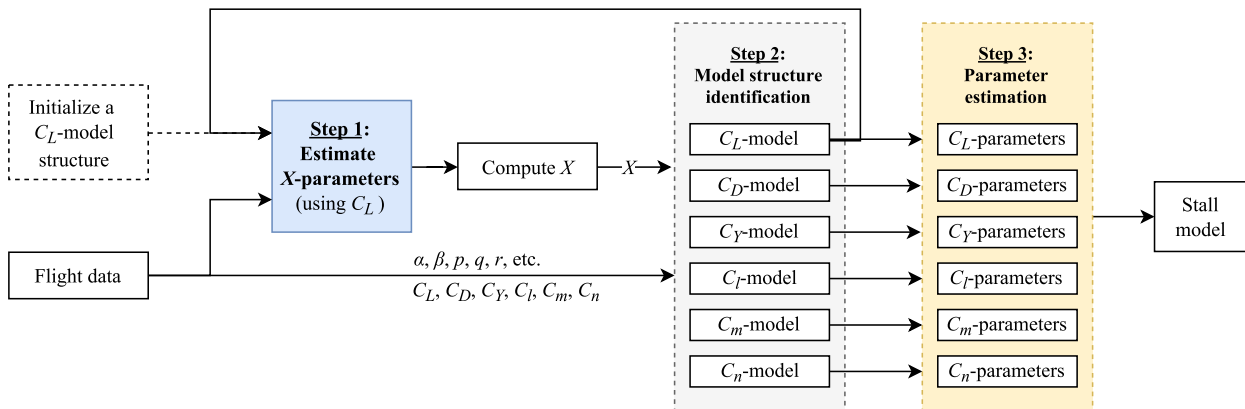 Initialize a
C_L-model
structure
Flight data
Step 1:
Estimate
X-parameters
(using C_L )
Compute X
X
α, β, p, q, r, etc.
C_L, C_D, C_Y, C_l, C_m, C_n
Step 2:
Model structure
identification
C_L-model
C_D-model
C_Y-model
C_l-model
C_m-model
C_n-model
Step 3:
Parameter
estimation
C_L-parameters
C_D-parameters
C_Y-parameters
C_l-parameters
C_m-parameters
C_n-parameters
Stall
model